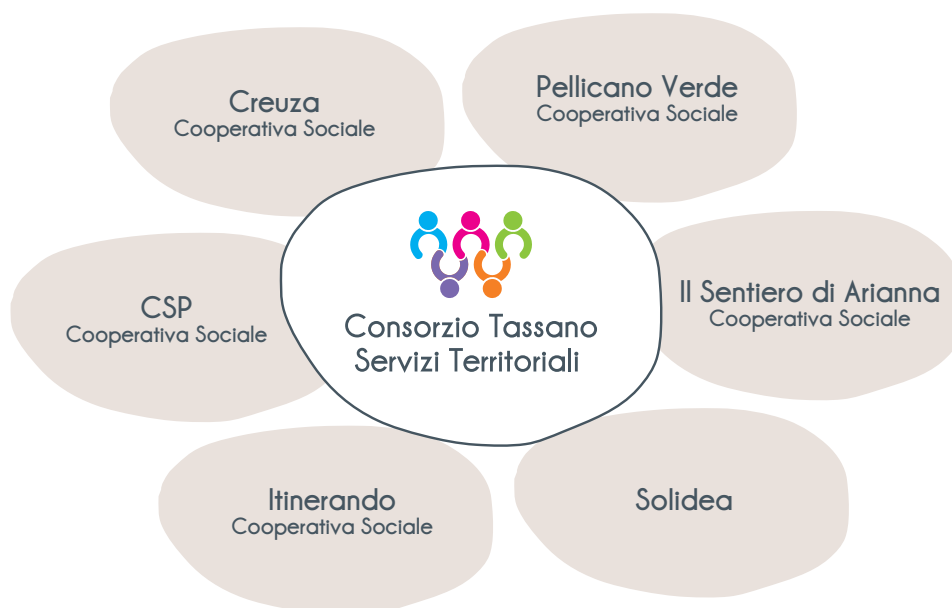 Creuza
Cooperativa Sociale
Pellicano Verde
Cooperativa Sociale
CSP
Cooperativa Sociale
Consorzio Tassano
Servizi Territoriali
Il Sentiero di Arianna
Cooperativa Sociale
Itinerando
Cooperativa Sociale
Solidea